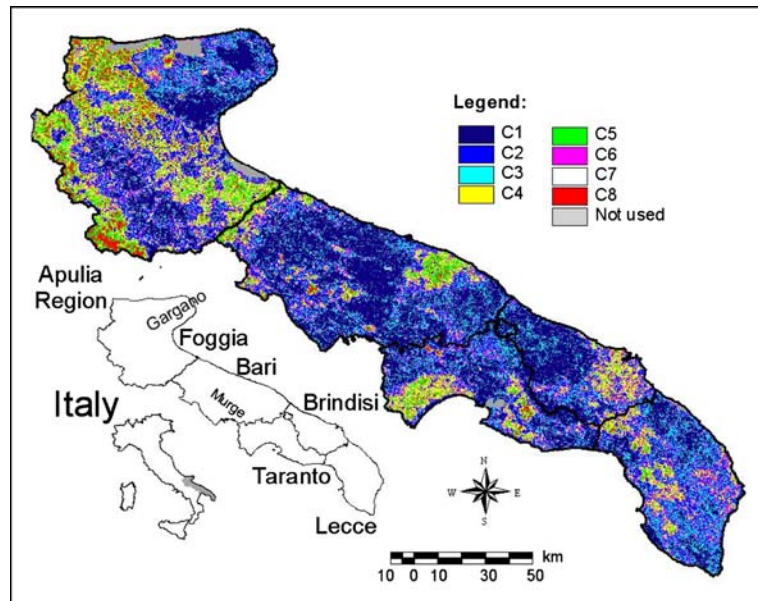 Legend:
C1
C2
C3
C4
C5
C6
C7
C8
Not used
Apulia
Region
Gargano
Foggia
Bari
Italy
Murge
Brindisi
Taranto
Lecce
N
W E
S
km
10 0 10 30 50